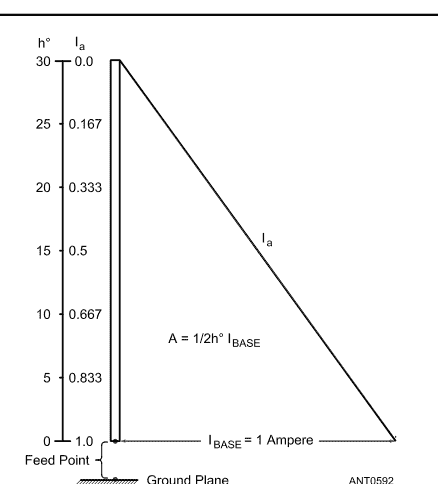 h° Ia
30 0.0
25 0.167
20 0.333
Ia
15 0.5
10 0.667
A = 1/2h° IBASE
5 0.833
0 1.0 IBASE = 1 Ampere
Feed Point
Ground Plane ANT0592